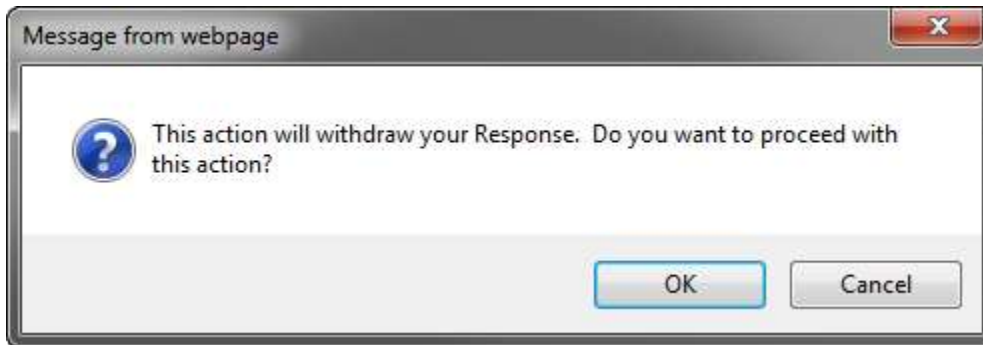 Message from webpage
This action will withdraw your Response.  Do you want to proceed with
this action?
OK
Cancel